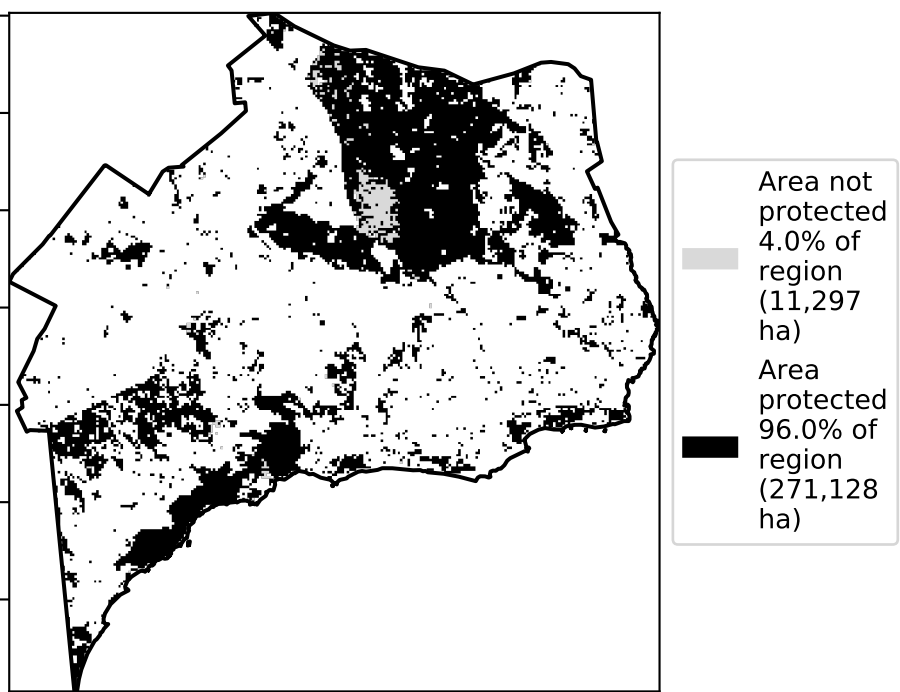 Area not
protected
4.0% of
region
(11,297
ha)
Area
protected
96.0% of
region
(271,128
ha)